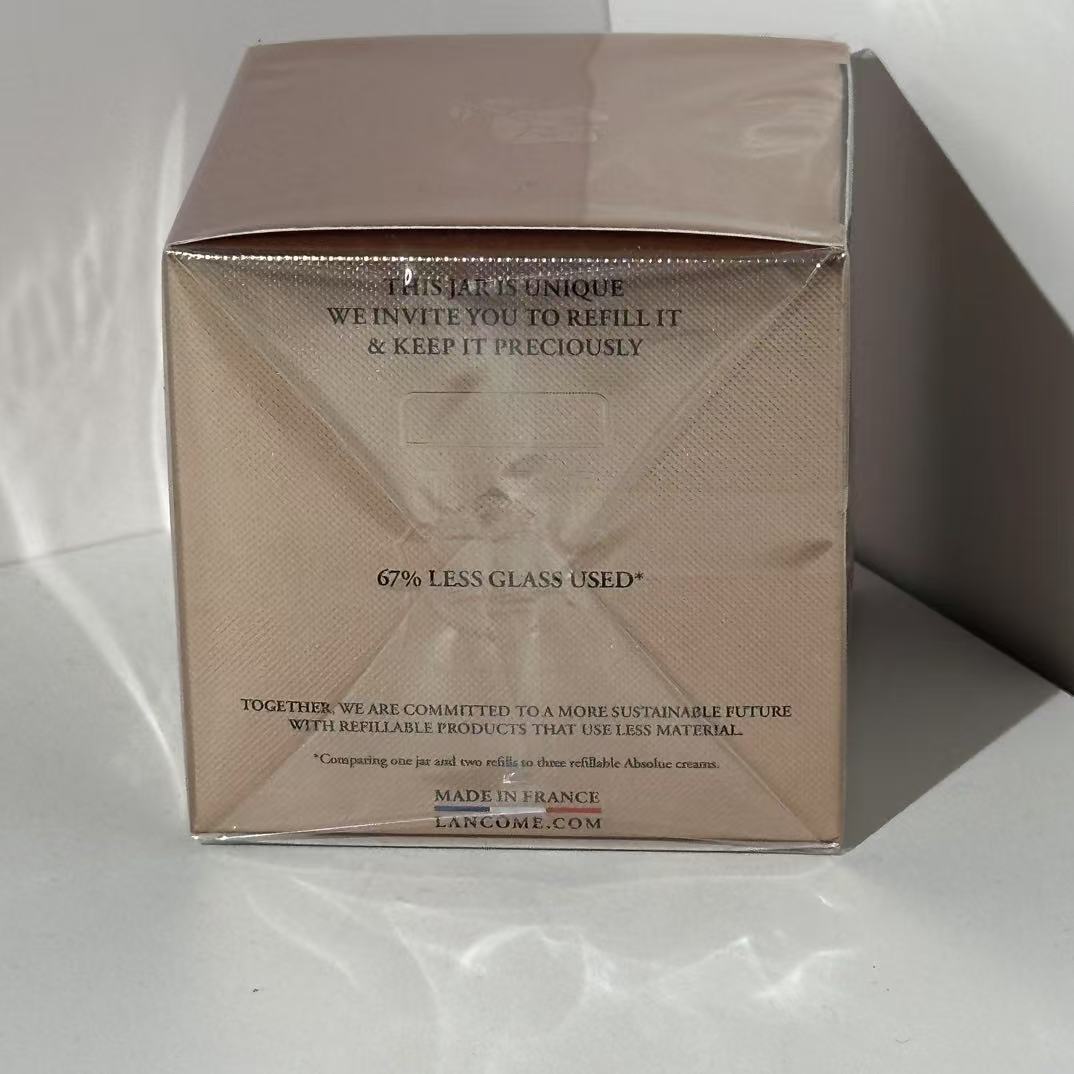 THIS JAR IS UNIQUE
WE INVITE YOU TO REFILL IT
& KEEP IT PRECIOUSLY
67% LESS GLASS USED*
TOGETHER, WE ARE COMMITTED TO A MORE SUSTAINABLE FUTURE
WITH REFILLABLE PRODUCTS THAT USE LESS MATERIAL.
*Comparing one jar and two refills to three refillable Absolue creams.
MADE IN FRANCE
LANCOME.COM